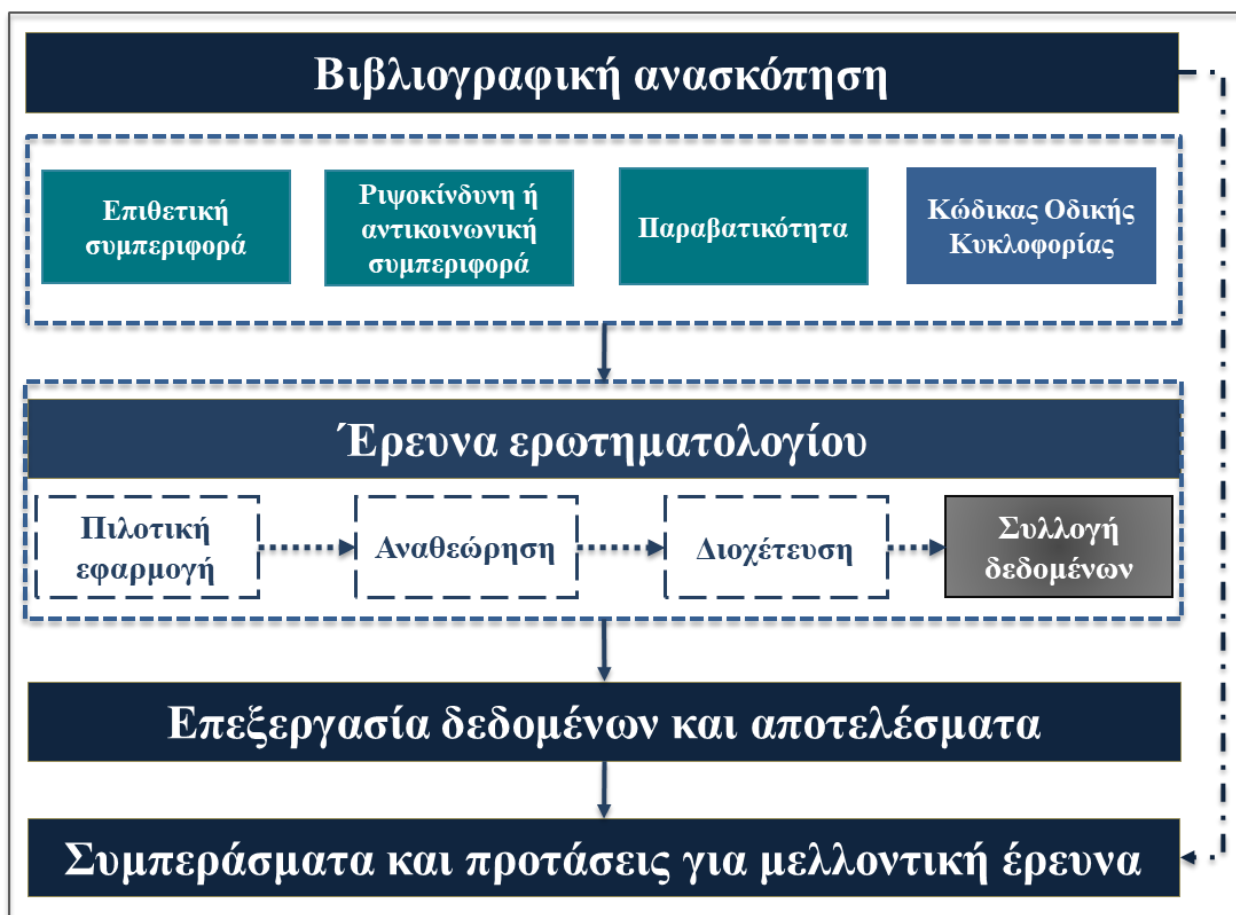 Βιβλιογραφική ανασκόπηση
Επιθετική
συμπεριφορά
Ριψοκίνδυνη ή
αντικοινωνική
συμπεριφορά
Παραβατικότητα
Κώδικας Οδικής
Κυκλοφορίας
Έρευνα ερωτηματολογίου
Πιλοτική
εφαρμογή
Αναθεώρηση
Διοχέτευση
Συλλογή
δεδομένων
Επεξεργασία δεδομένων και αποτελέσματα
Συμπεράσματα και προτάσεις για μελλοντική έρευνα